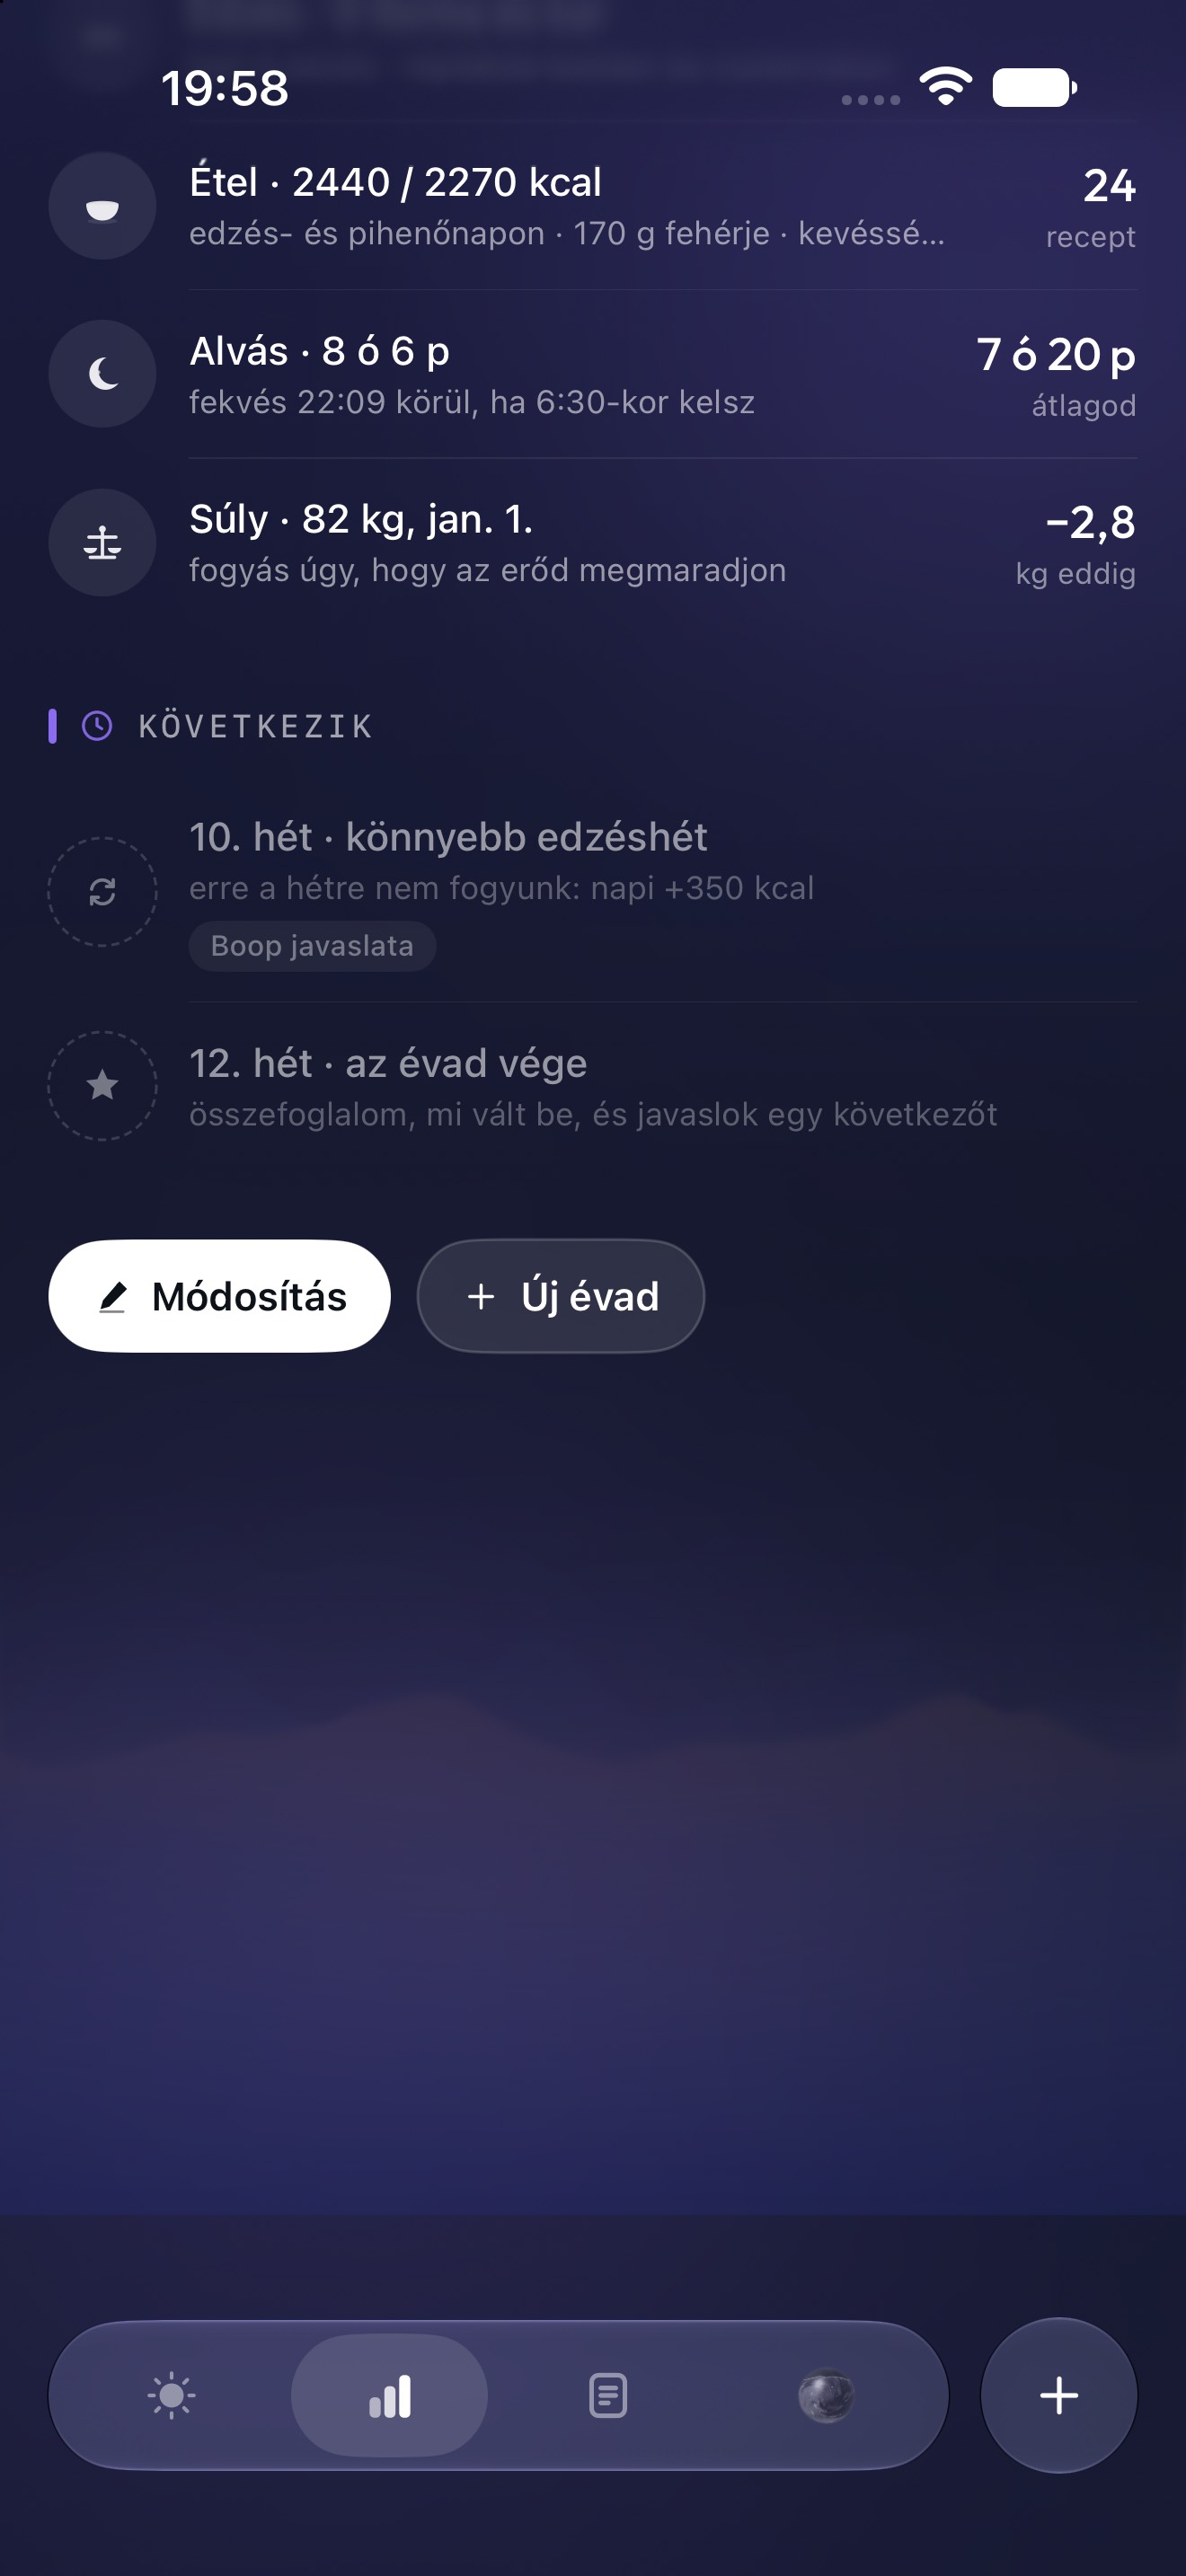 19:58
Étel · 2440 / 2270 kcal
24
edzés- és pihenőnapon · 170 g fehérje · kevéssé...
recept
Alvás · 8 ó 6 p
7 ó 20 p
fekvés 22:09 körül, ha 6:30-kor kelsz
átlagod
Súly · 82 kg, jan. 1.
−2,8
fogyás úgy, hogy az erőd megmaradjon
kg eddig
KÖVETKEZIK
10. hét · könnyebb edzéshét
erre a hétre nem fogyunk: napi +350 kcal
Boop javaslata
12. hét · az évad vége
összefoglalom, mi vált be, és javaslok egy következőt
Módosítás
Új évad